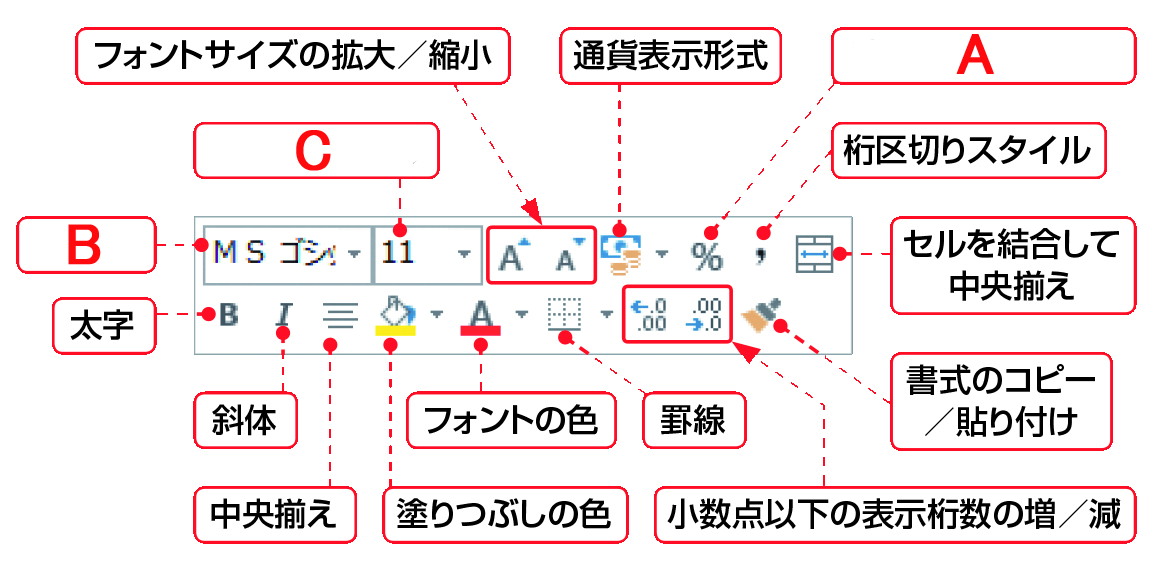 フォントサイズの拡大／縮小
通貨表示形式
A
C
桁区切りスタイル
B
MS ゴシッ
11
A
A
%
,
セルを結合して
中央揃え
太字
B
I
A
←.0
.00
.00
→.0
書式のコピー
／貼り付け
斜体
フォントの色
罫線
中央揃え
塗りつぶしの色
小数点以下の表示桁数の増／減